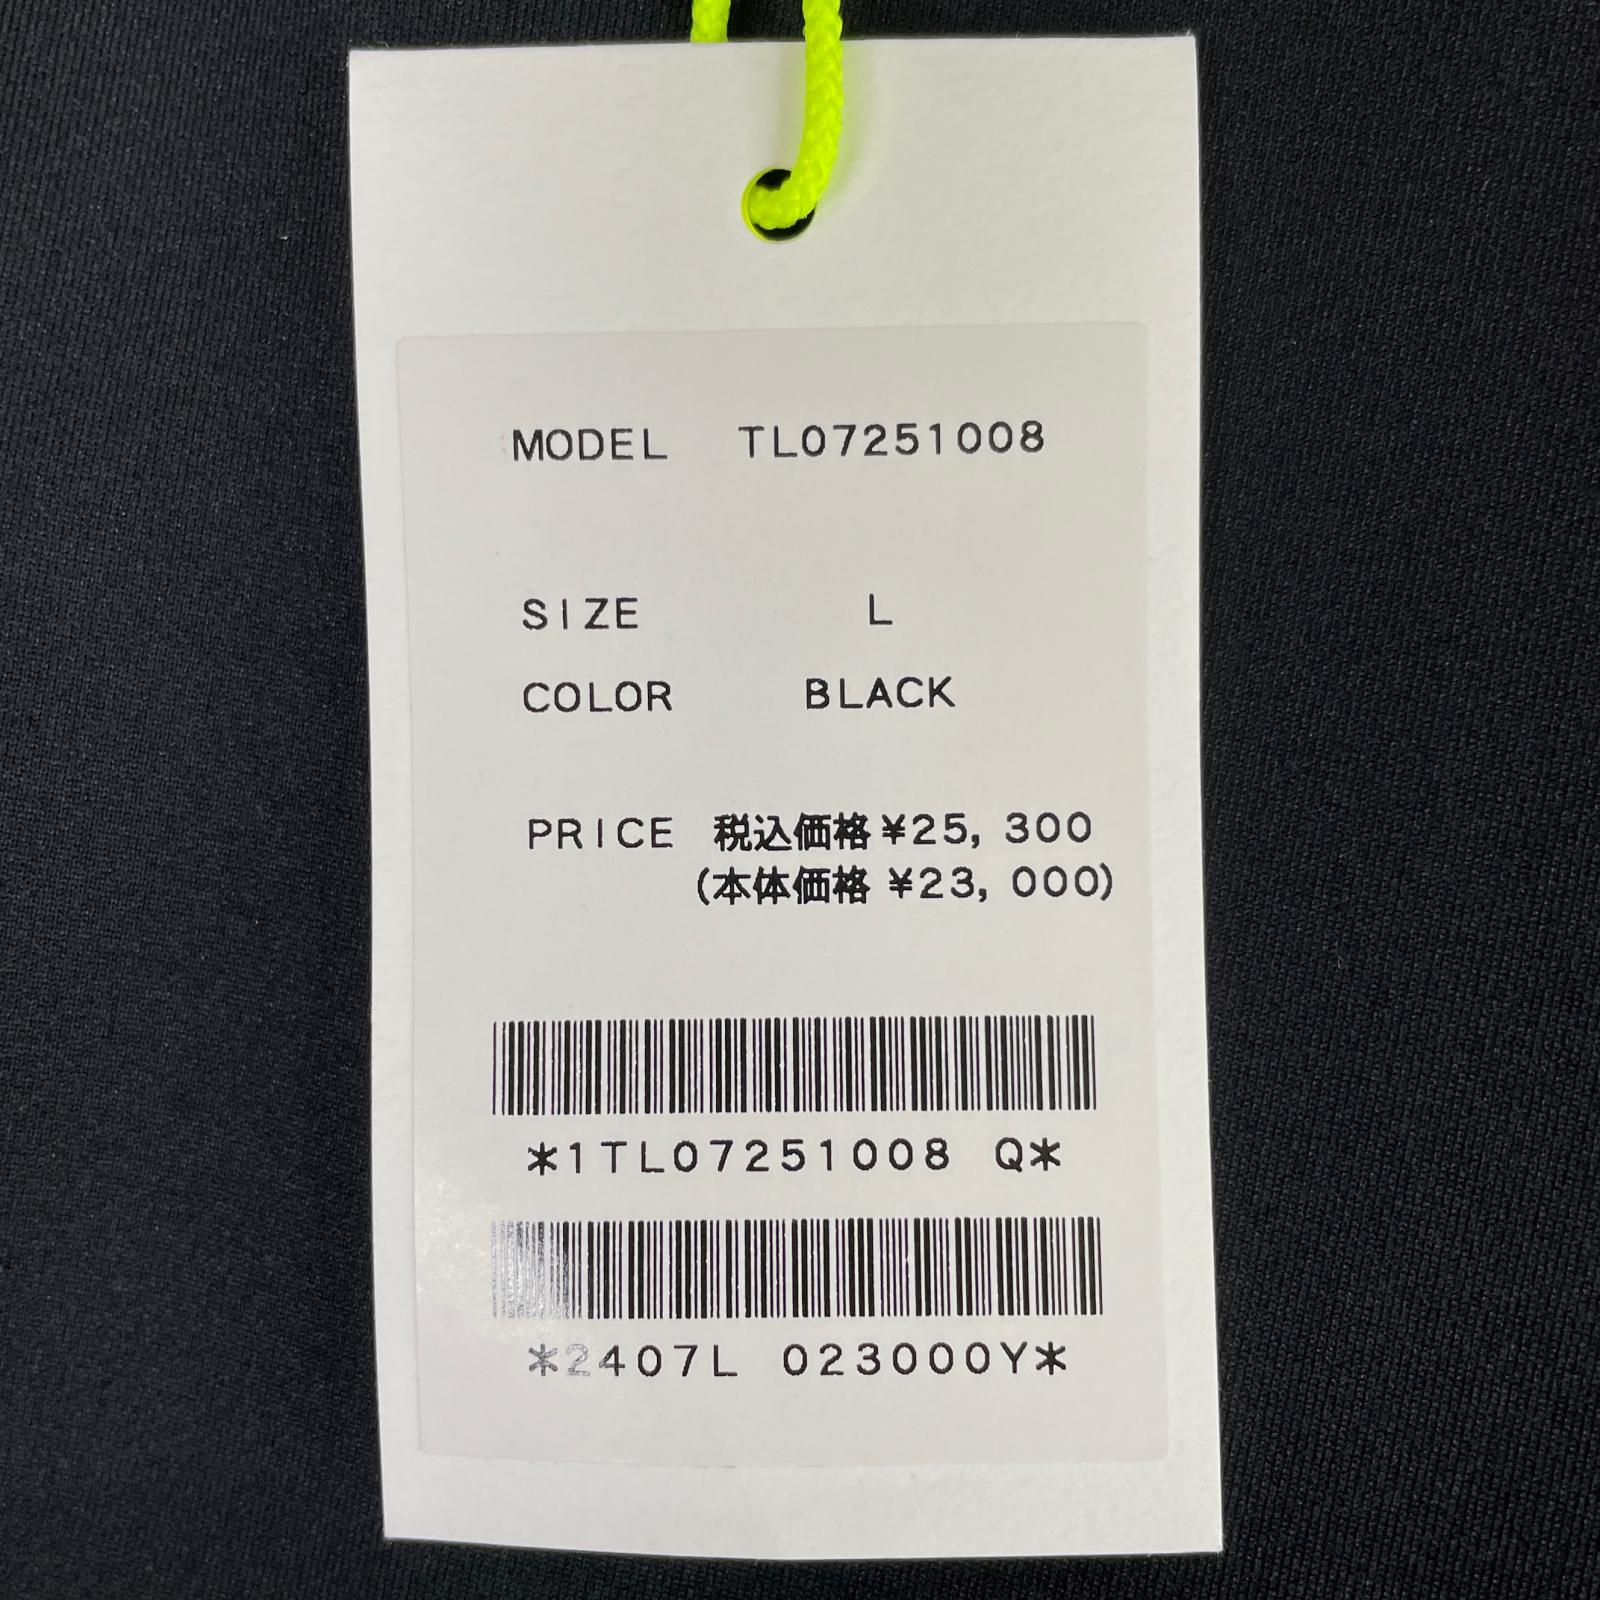 MODEL TL07251008
SIZE L
COLOR BLACK
PRICE 税込価格¥25,300
(本体価格 ¥23,000)
*1TL07251008 Q*
*2407L 023000Y*